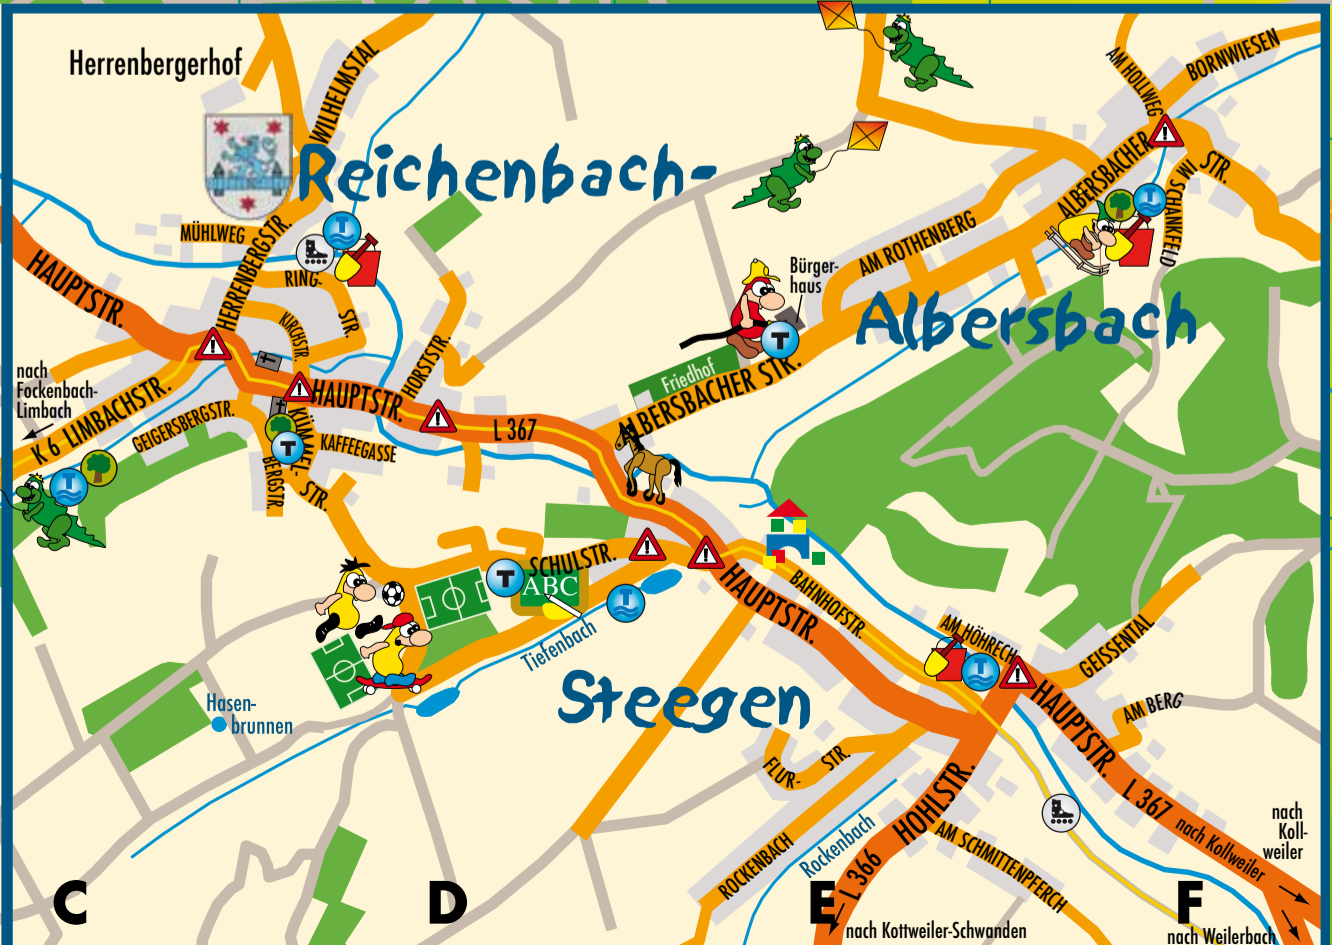 Herrenbergerhof
WILHELMSTAL
AM HOLLWEG
BORNWIESEN
Reichenbach-
ALBERSBACHER
STR.
IM SCHANKFELD
MÜHLWEG
HERRENBERGSTR.
RING-
STR.
KIRCHSTR.
HAUPTSTR.
AM ROTHENBERG
Bürger-
haus
T
Albersbach
nach
Fockenbach-
Limbach
K 6 LIMBACHSTR.
GEIGERSBERGSTR.
HAUPTSTR.
HORSTSTR.
L 367
Friedhof
ALBERSBACHER STR.
KÜMMEL-
STR.
KAFFEEGASSE
BERGSTR.
T
SCHULSTR.
T
ABC
Tiefenbach
HAUPTSTR.
BAHNHOFSTR.
AM HÖHRECH
GEISSENTAL
Steegen
Hasen-
brunnen
HAUPTSTR.
AM BERG
FLUR-
STR.
HOHLSTR.
L 367
nach Kollweiler
nach
Koll-
weiler
ROCKENBACH
Rockenbach
AM SCHMITTENPFERCH
L 366
C
D
E
F
nach Kottweiler-Schwanden
nach Weilerbach